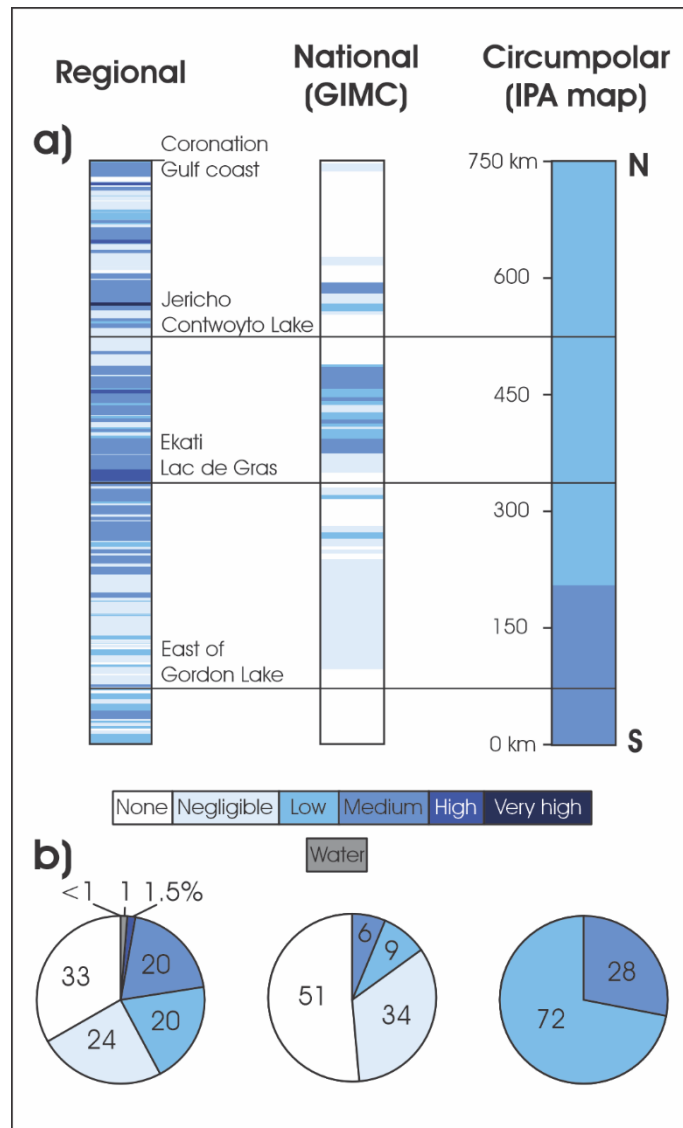 Regional
National
(GIMC)
Circumpolar
(IPA map)
a)
Coronation
Gulf coast
750 km
N
600
Jericho
Contwoyto Lake
450
Ekati
Lac de Gras
300
150
East of
Gordon Lake
0 km
S
None Negligible Low Medium High Very high
Water
b)
<1 1 1.5%
33
20
20
24
6
9
34
51
28
72